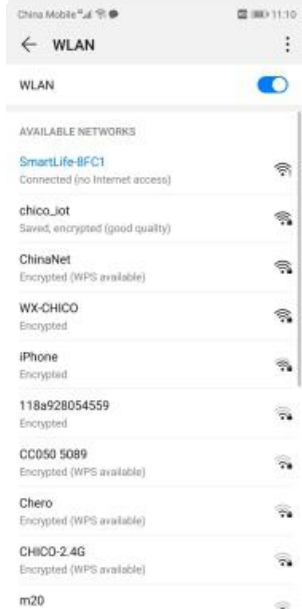 China Mobile 11:10
WLAN
WLAN
AVAILABLE NETWORKS
SmartLife-8FC1
Connected (no Internet access)
chico_iot
Saved, encrypted (good quality)
ChinaNet
Encrypted (WPS available)
WX-CHICO
Encrypted
iPhone
Encrypted
118a928054559
Encrypted
CC050 5089
Encrypted (WPS available)
Chero
Encrypted (WPS available)
CHICO-2.4G
Encrypted (WPS available)
m20